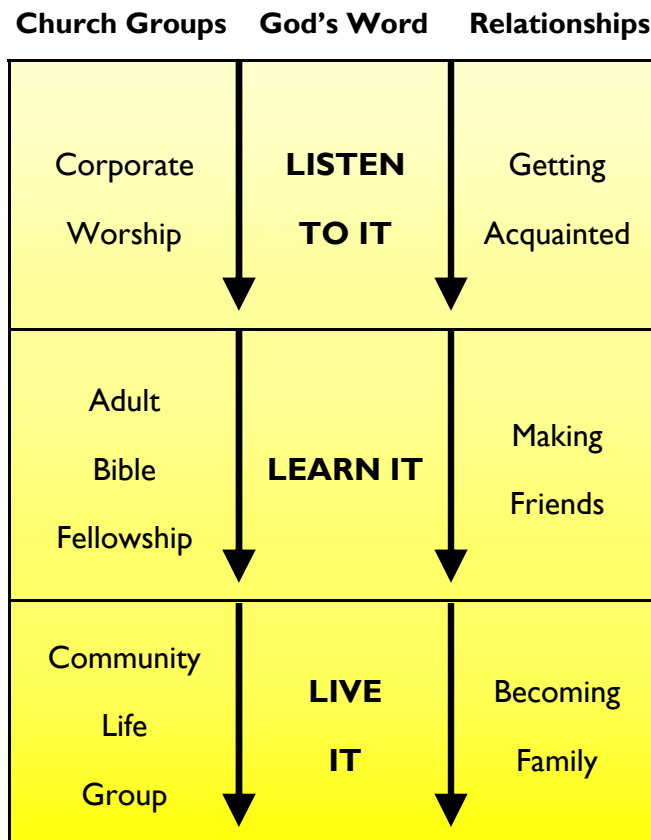 Church Groups God's Word Relationships
Corporate
Worship
LISTEN
TO IT
Getting
Acquainted
Adult
Bible
Fellowship
LEARN IT
Making
Friends
Community
Life
Group
LIVE
IT
Becoming
Family